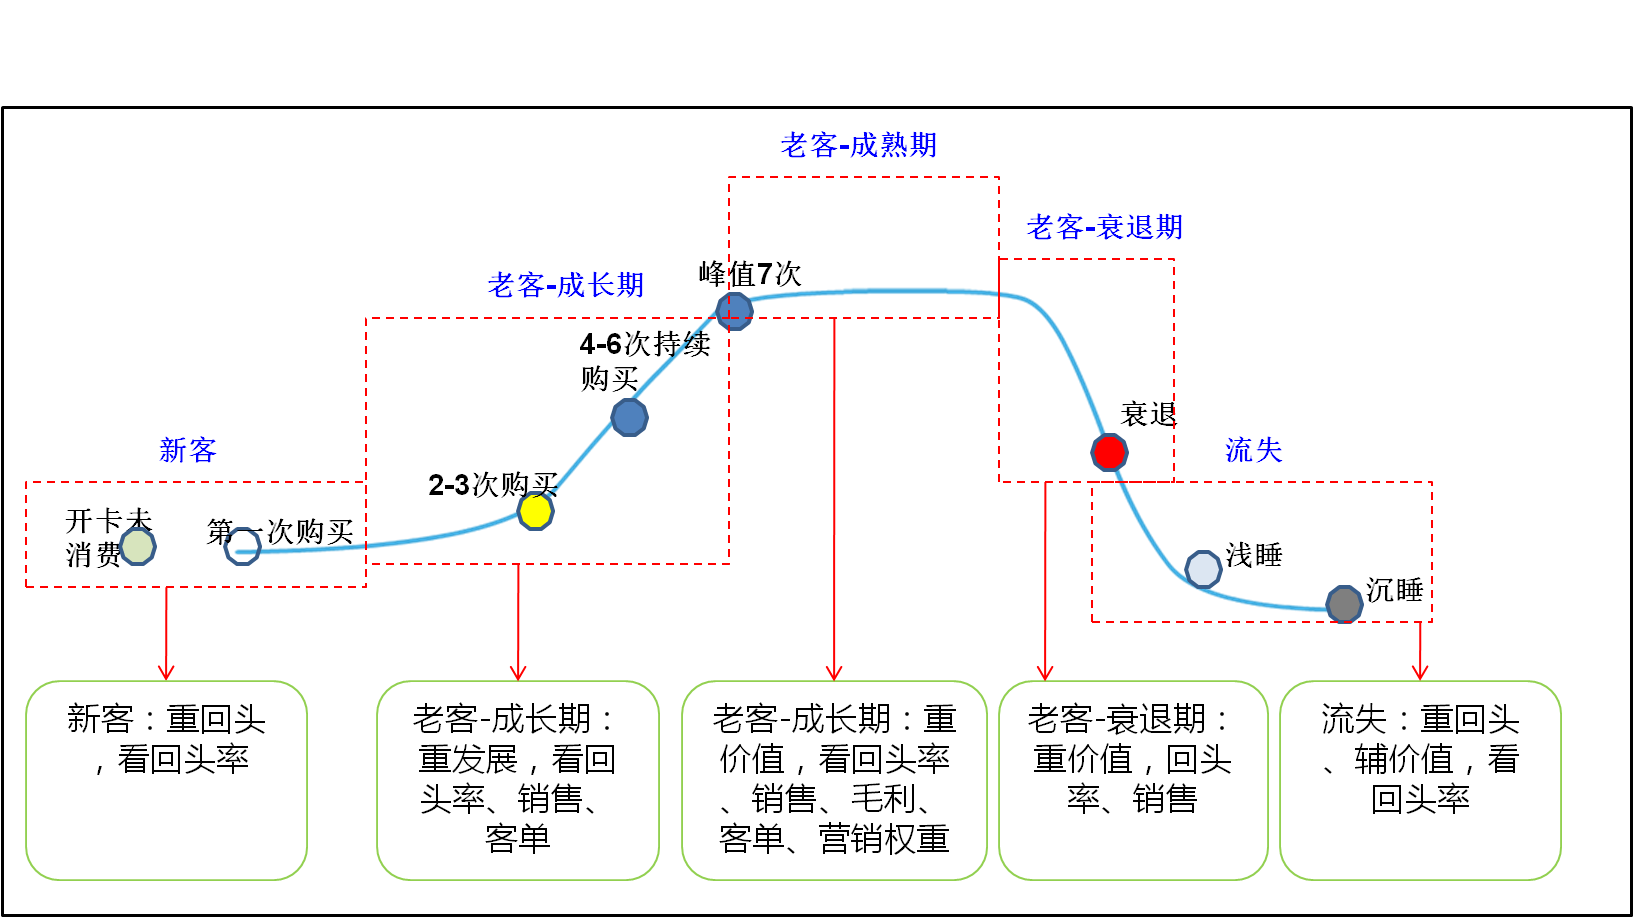 老客-成熟期
老客-衰退期
峰值7次
老客-成长期
4-6次持续
购买
衰退
新客
流失
2-3次购买
开卡未
消费
第一次购买
浅睡
沉睡
新客：重回头
，看回头率
老客-成长期：
重发展，看回
头率、销售、
客单
老客-成长期：重
价值，看回头率
、销售、毛利、
客单、营销权重
老客-衰退期：
重价值，回头
率、销售
流失：重回头
、辅价值，看
回头率